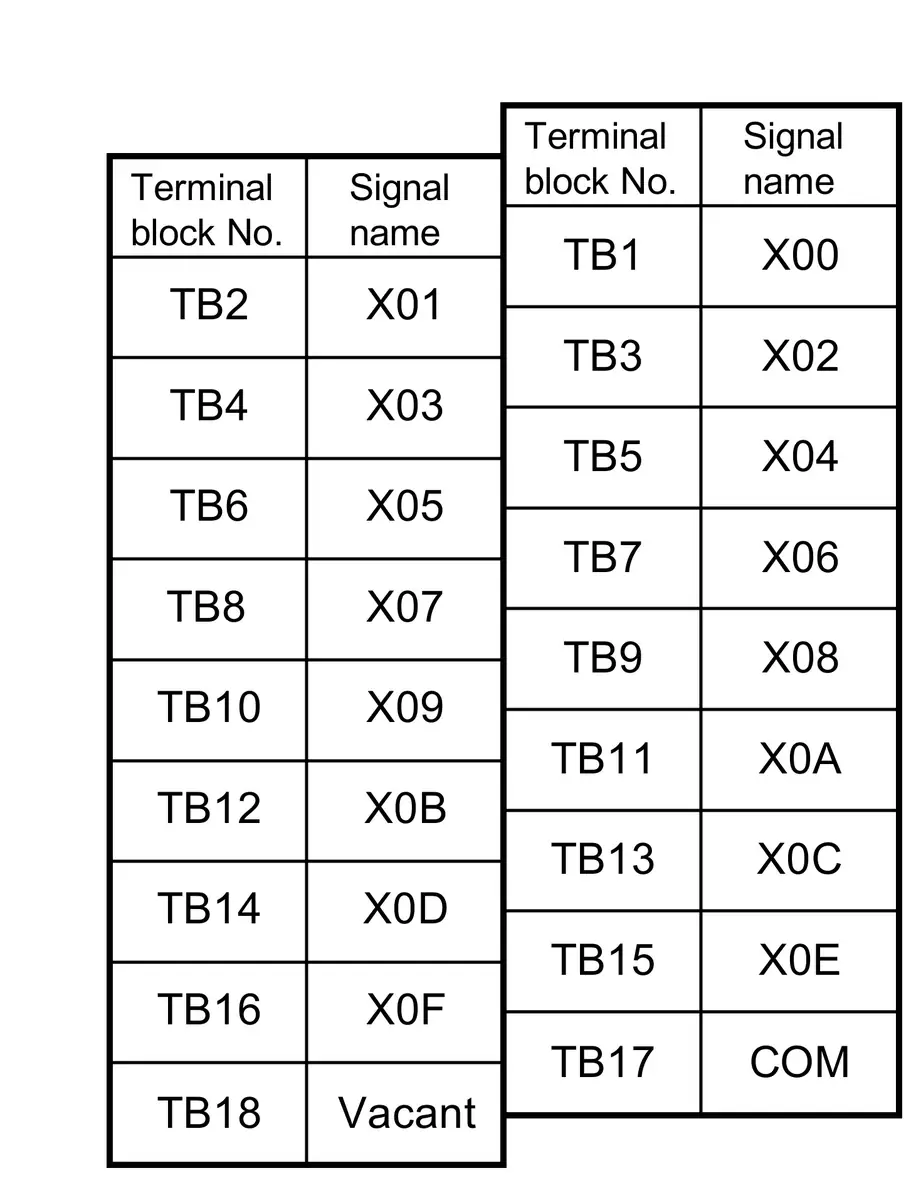 Terminal
block No.
Signal
name
TB2
X01
TB4
X03
TB6
X05
TB8
X07
TB10
X09
TB12
X0B
TB14
X0D
TB16
X0F
TB18
Vacant
Terminal
block No.
Signal
name
TB1
X00
TB3
X02
TB5
X04
TB7
X06
TB9
X08
TB11
X0A
TB13
X0C
TB15
X0E
TB17
COM